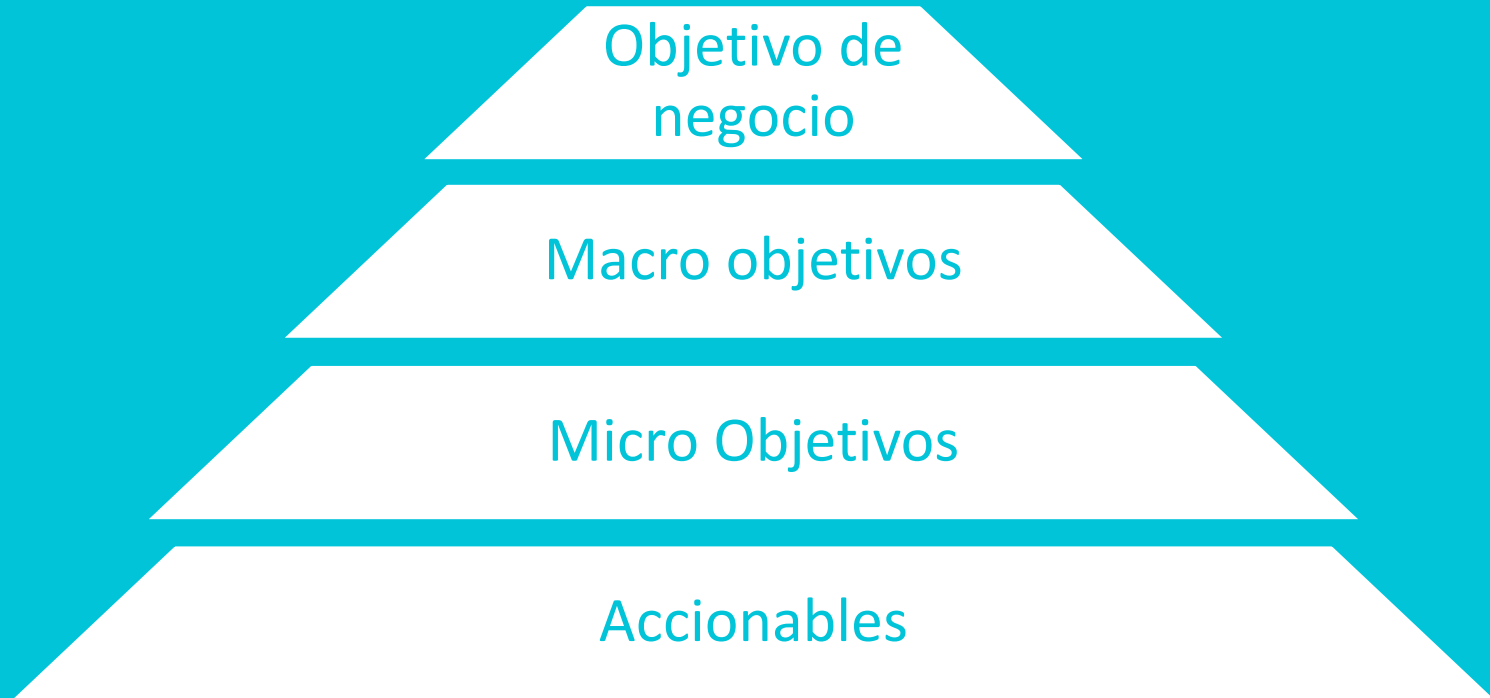 Objetivo de
negocio
Macro objetivos
Micro Objetivos
Accionables